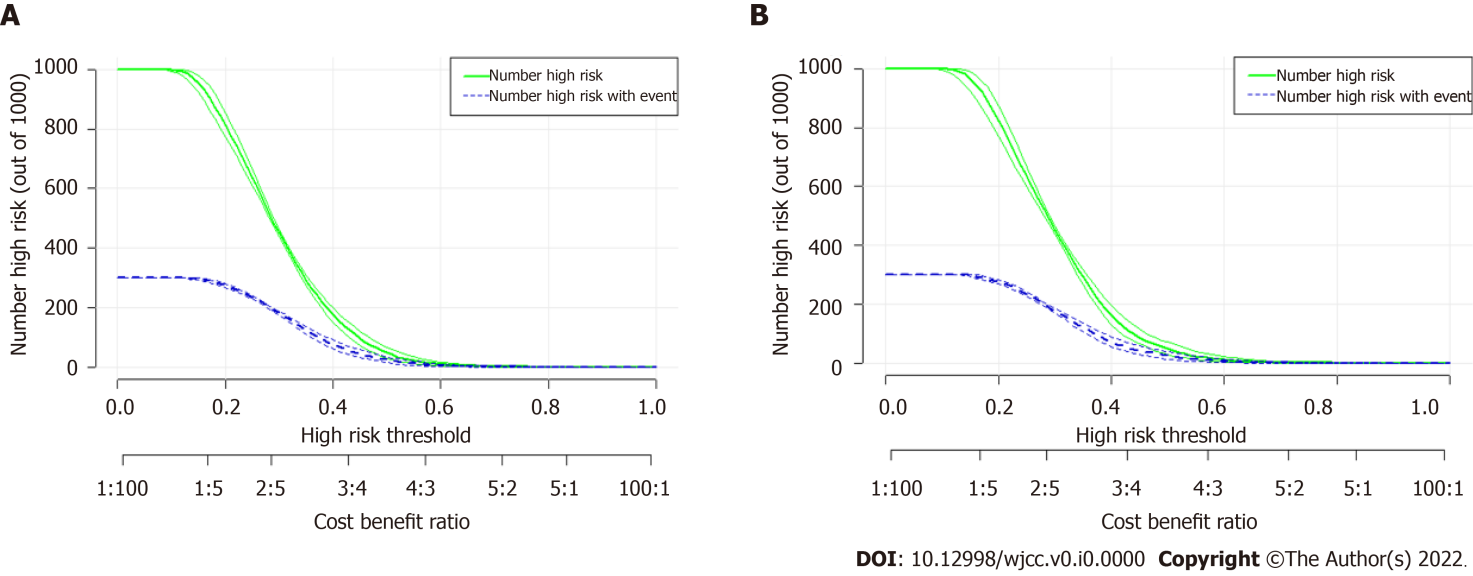 A
Number high risk (out of 1000)
1000
800
600
400
200
0
Number high risk
Number high risk with event
0.0 0.2 0.4 0.6 0.8 1.0
High risk threshold
1:100 1:5 2:5 3:4 4:3 5:2 5:1 100:1
Cost benefit ratio
B
Number high risk (out of 1000)
1000
800
600
400
200
0
Number high risk
Number high risk with event
0.0 0.2 0.4 0.6 0.8 1.0
High risk threshold
1:100 1:5 2:5 3:4 4:3 5:2 5:1 100:1
Cost benefit ratio
DOI: 10.12998/wjcc.v0.i0.0000 Copyright ©The Author(s) 2022.